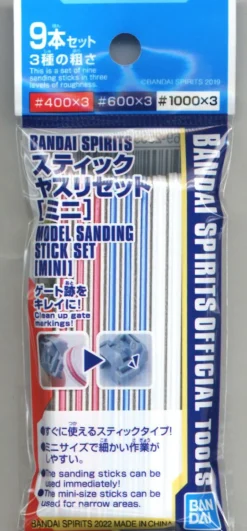 9本セット
3種の粗さ
This is a set of nine
sanding sticks in three
levels of roughness.
©BANDAI SPIRITS 2019
#400×3 #600×3 #1000×3
BANDAI SPIRITS
スティック
ヤスリセット
[ミニ]
MODEL SANDING
STICK SET
[MINI]
ゲート跡を
キレイに!
Clean up gate
markings!
●すぐに使えるスティックタイプ!
●ミニサイズで細かい作業が
しやすい。
●The sanding sticks can be
used immediately!
●The mini-size sticks can be
used for narrow areas.
BANDAI SPIRITS 2022 MADE IN CHINA
BANDAI SPIRITS OFFICIAL TOOLS
BAN
DAI